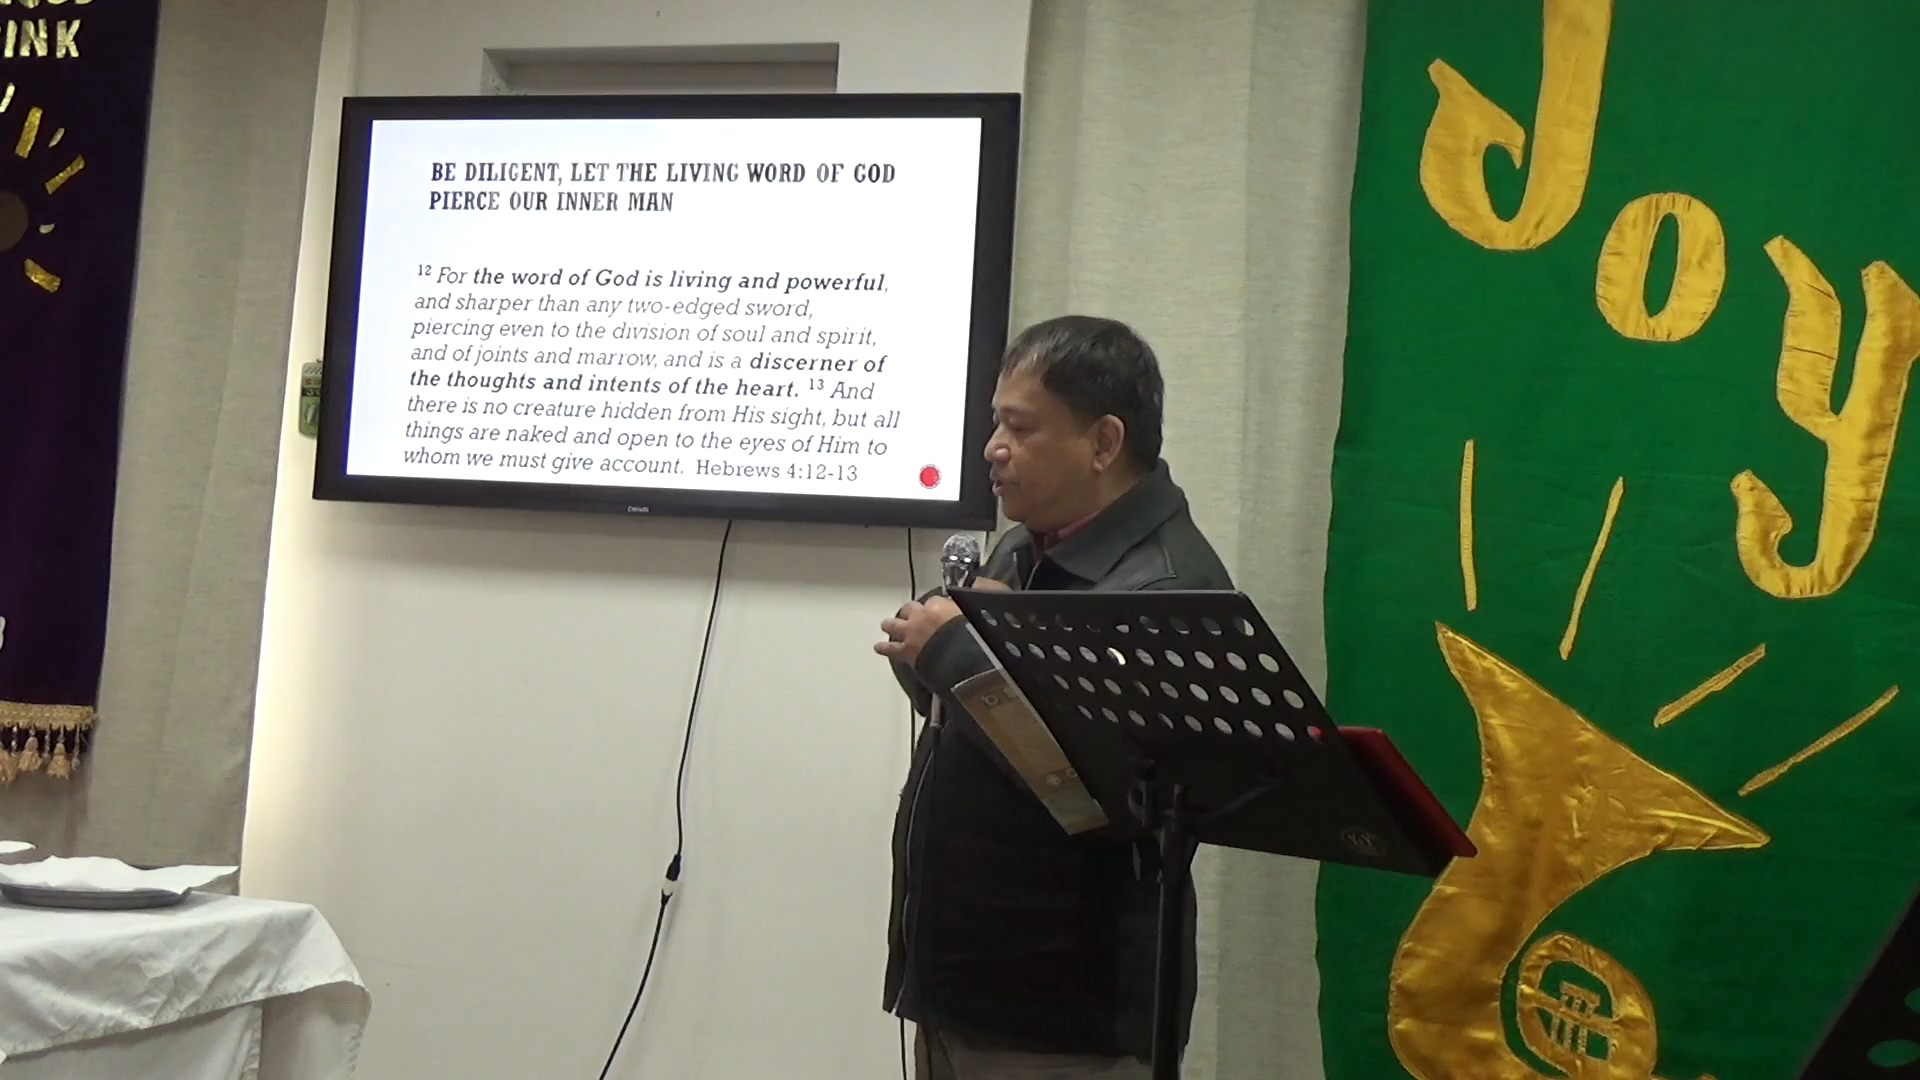 INK
BE DILIGENT, LET THE LIVING WORD OF GOD
PIERCE OUR INNER MAN
12 For the word of God is living and powerful,
and sharper than any two-edged sword,
piercing even to the division of soul and spirit,
and of joints and marrow, and is a discerner of
the thoughts and intents of the heart. 13 And
there is no creature hidden from His sight, but all
things are naked and open to the eyes of Him to
whom we must give account. Hebrews 4:12-13
Joy